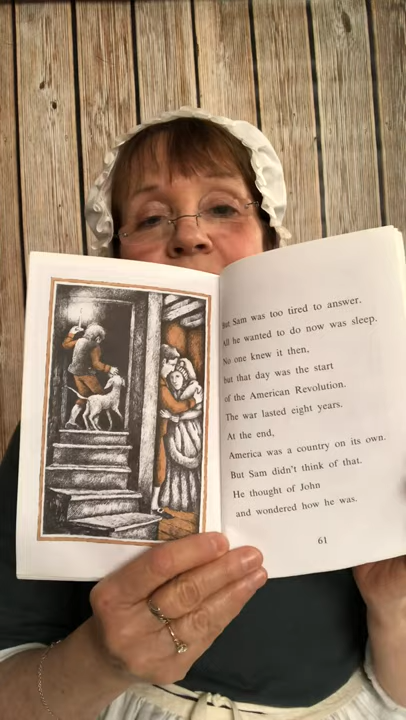 But Sam was too tired to answer.
All he wanted to do now was sleep.
No one knew it then,
but that day was the start
of the American Revolution.
The war lasted eight years.
At the end,
America was a country on its own.
But Sam didn't think of that.
He thought of John
and wondered how he was.
61